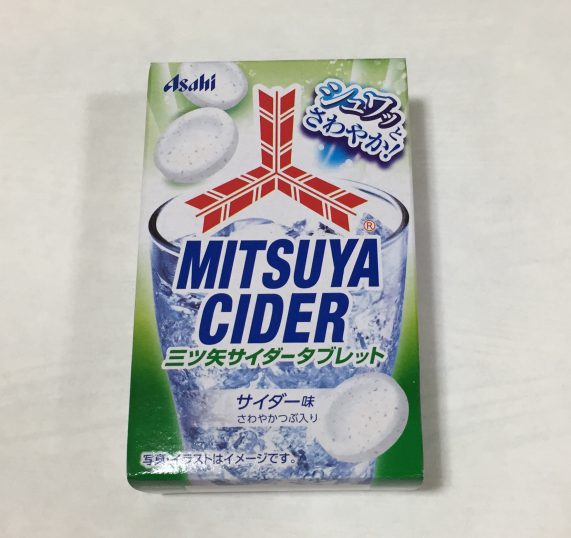 Asahi
シュワッと
さわやか!
®
MITSUYA
CIDER
三ツ矢サイダータブレット
サイダー味
さわやかつぶ入り
写真・イラストはイメージです。